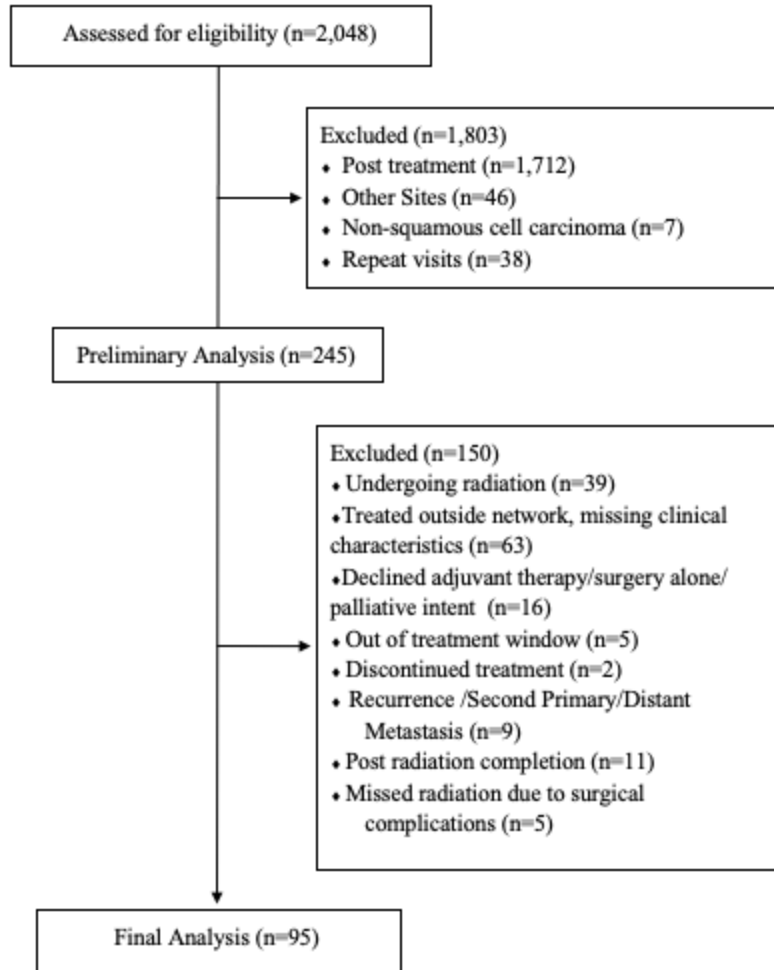 Assessed for eligibility (n=2,048)
Excluded (n=1,803)
⬧ Post treatment (n=1,712)
⬧ Other Sites (n=46)
⬧ Non-squamous cell carcinoma (n=7)
⬧ Repeat visits (n=38)
Preliminary Analysis (n=245)
Excluded (n=150)
⬧ Undergoing radiation (n=39)
⬧Treated outside network, missing clinical
characteristics (n=63)
⬧Declined adjuvant therapy/surgery alone/
palliative intent (n=16)
⬧ Out of treatment window (n=5)
⬧ Discontinued treatment (n=2)
⬧ Recurrence /Second Primary/Distant
Metastasis (n=9)
⬧ Post radiation completion (n=11)
⬧ Missed radiation due to surgical
complications (n=5)
Final Analysis (n=95)